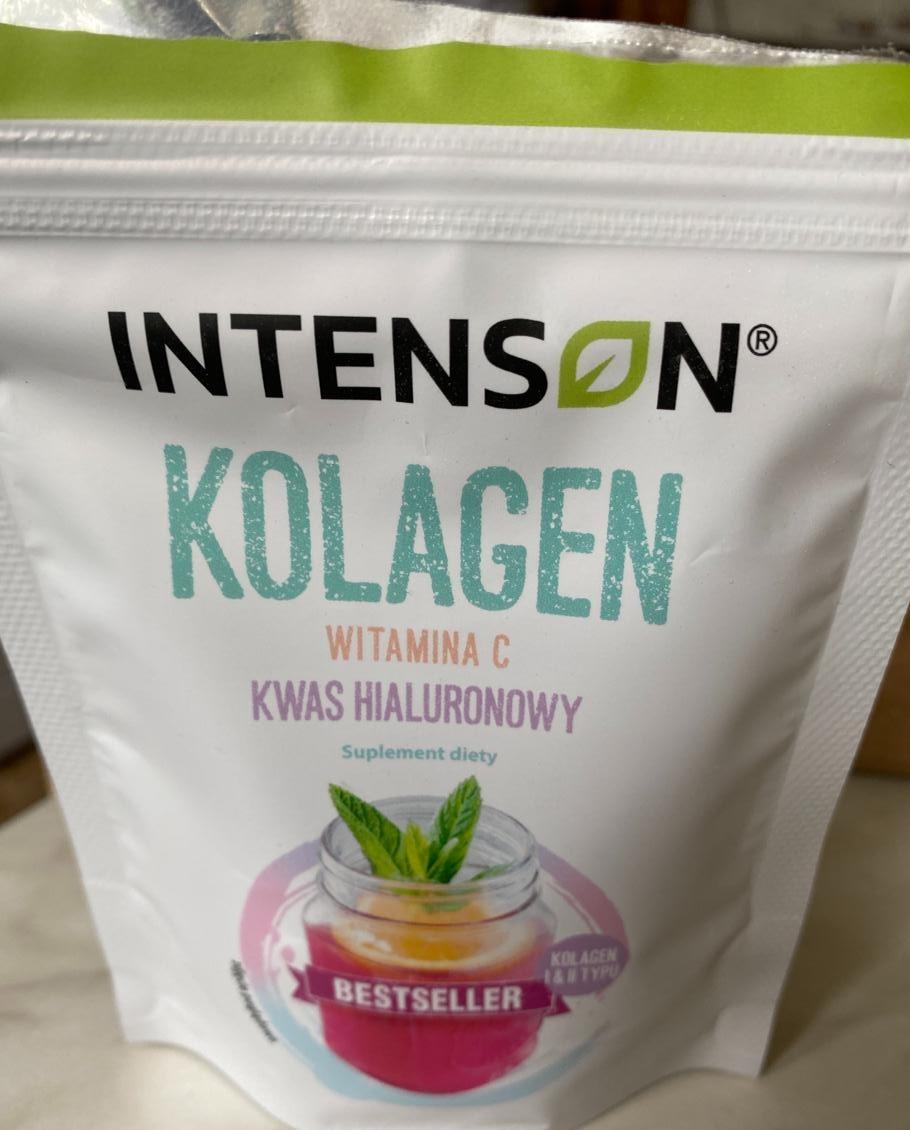 INTENSON®
KOLAGEN
WITAMINA C
KWAS HIALURONOWY
Suplement diety
KOLAGEN
I & II TYPU
BESTSELLER